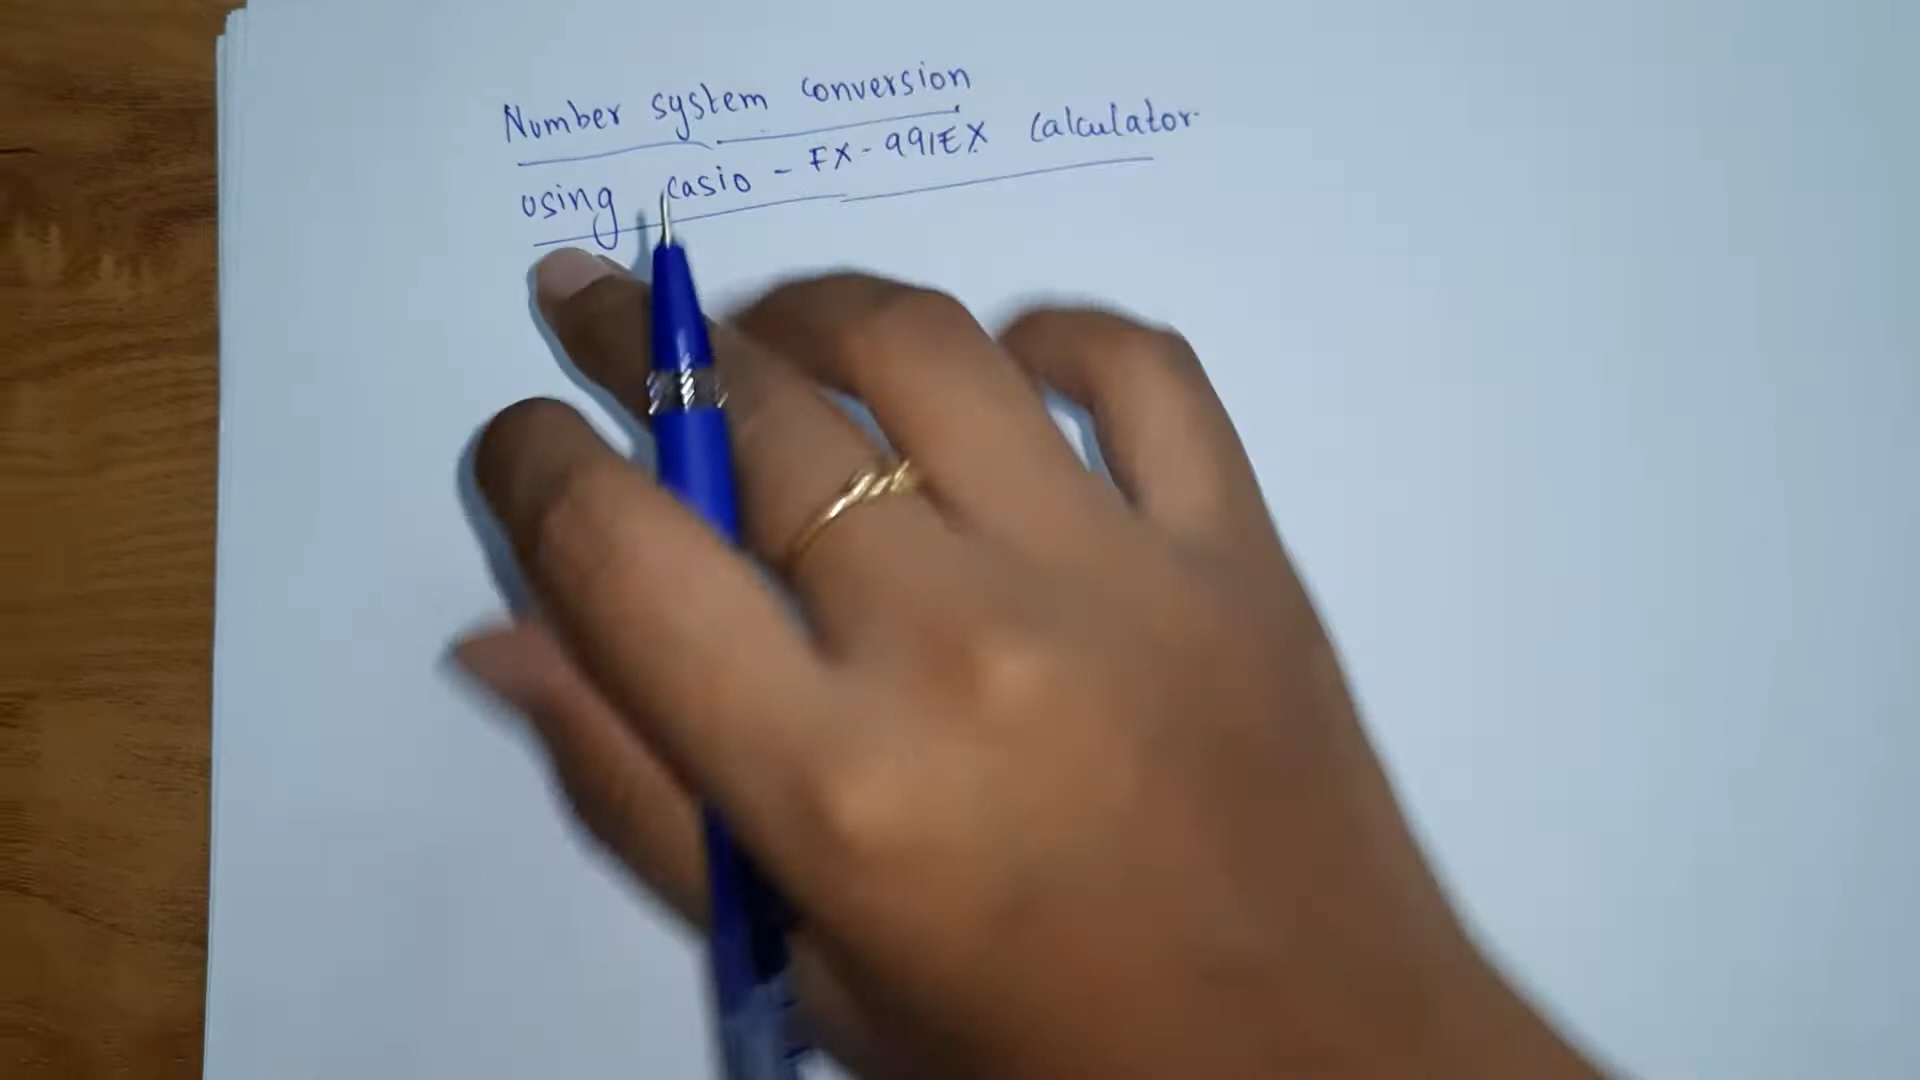 Number system conversion
using casio - FX - 991EX calculator.